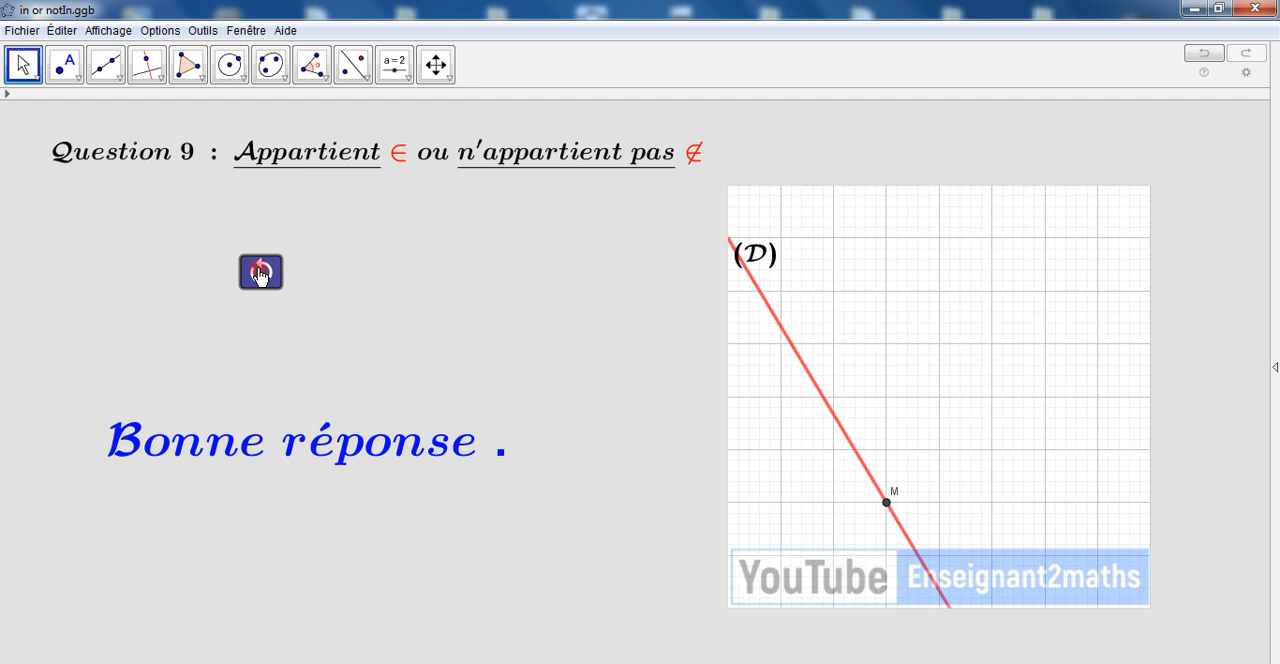 in or notIn.ggb
Fichier Éditer Affichage Options Outils Fenêtre Aide
A
α
a=2
Question 9 : Appartient ∈ ou n'appartient pas ∉
(D)
Bonne réponse .
M
YouTube Enseignant2maths